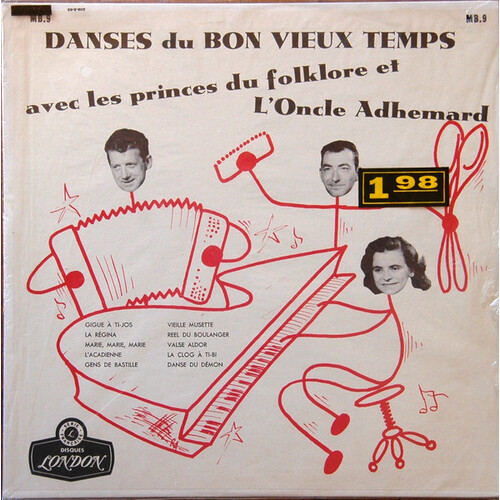 MB.9
MB.9
DANSES du BON VIEUX TEMPS
avec les princes du folklore et
L'Oncle Adhemard
1 98
GIGUE À TI-JOS
LA RÉGINA
MARIE, MARIE, MARIE
L'ACADIENNE
GENS DE BASTILLE
VIEILLE MUSETTE
REEL DU BOULANGER
VALSE ALDOR
LA CLOG À TI-BI
DANSE DU DÉMON
DISQUES
LONDON